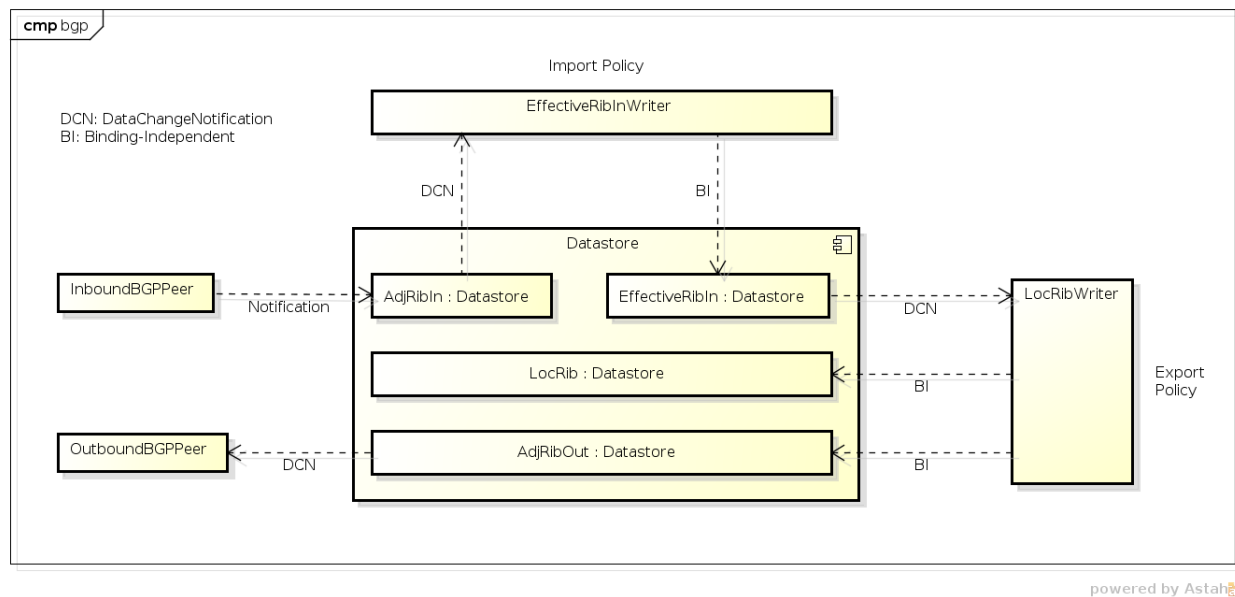 cmp bgp
Import Policy
EffectiveRibInWriter
DCN: DataChangeNotification
BI: Binding-Independent
DCN
BI
Datastore
InboundBGPPeer
Notification
AdjRibIn : Datastore
EffectiveRibIn : Datastore
DCN
LocRibWriter
LocRib : Datastore
BI
Export
Policy
OutboundBGPPeer
DCN
AdjRibOut : Datastore
BI
powered by Astah